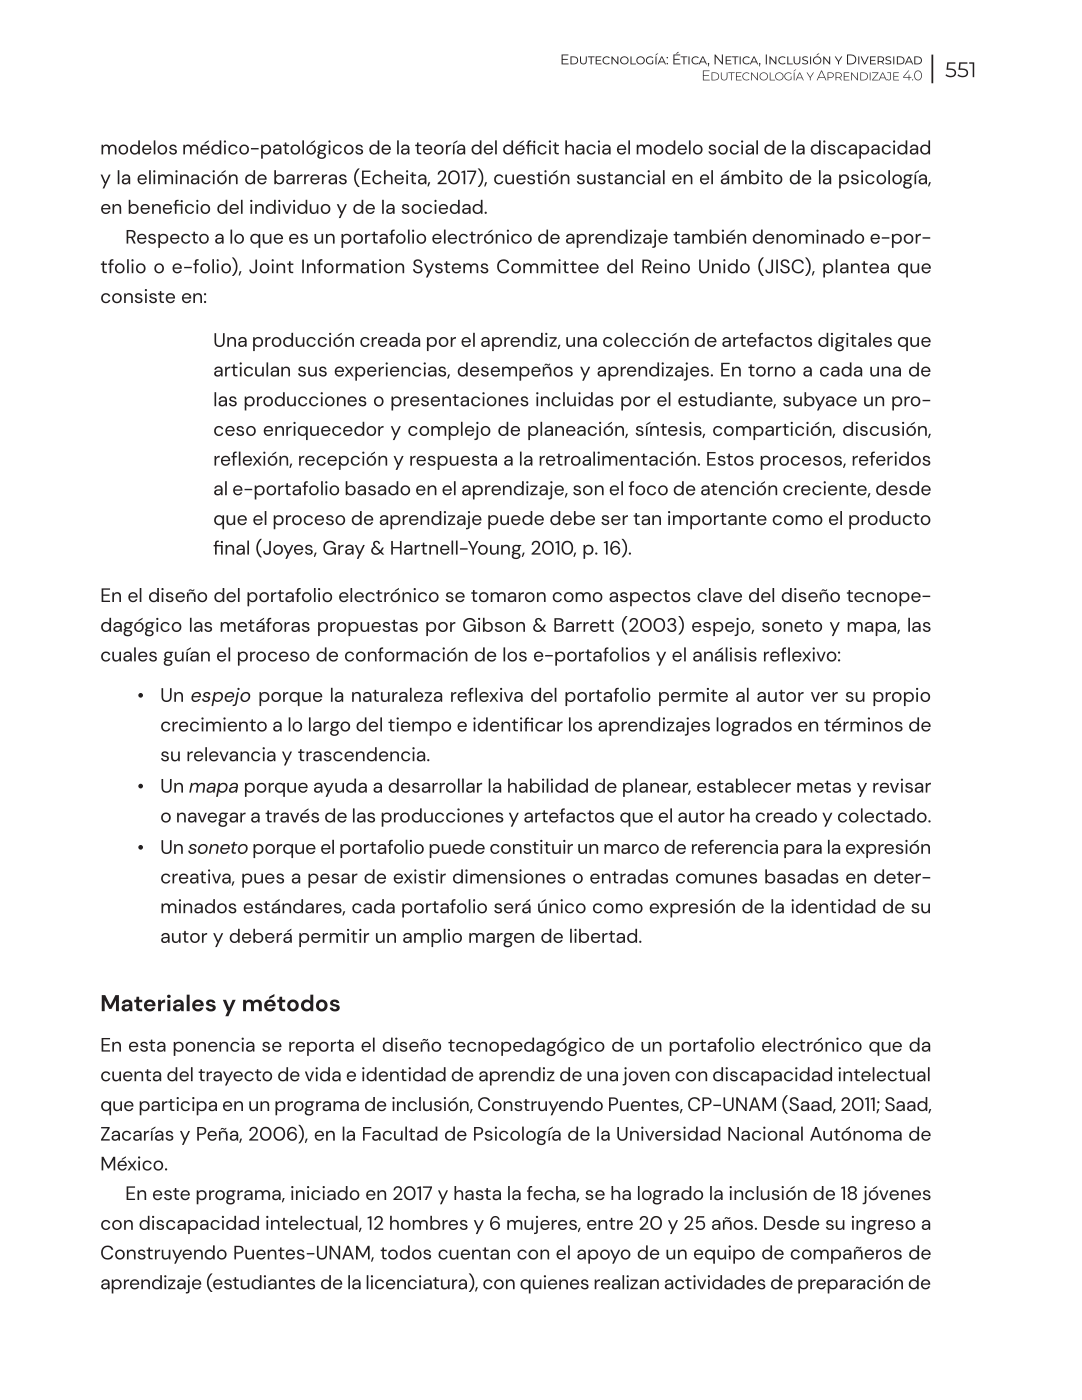 Edutecnología: Ética, Netica, Inclusión y Diversidad
Edutecnología y Aprendizaje 4.0
551
modelos médico-patológicos de la teoría del déficit hacia el modelo social de la discapacidad
y la eliminación de barreras (Echeita, 2017), cuestión sustancial en el ámbito de la psicología,
en beneficio del individuo y de la sociedad.
Respecto a lo que es un portafolio electrónico de aprendizaje también denominado e-por-
tfolio o e-folio), Joint Information Systems Committee del Reino Unido (JISC), plantea que
consiste en:
Una producción creada por el aprendiz, una colección de artefactos digitales que
articulan sus experiencias, desempeños y aprendizajes. En torno a cada una de
las producciones o presentaciones incluidas por el estudiante, subyace un pro-
ceso enriquecedor y complejo de planeación, síntesis, compartición, discusión,
reflexión, recepción y respuesta a la retroalimentación. Estos procesos, referidos
al e-portafolio basado en el aprendizaje, son el foco de atención creciente, desde
que el proceso de aprendizaje puede debe ser tan importante como el producto
final (Joyes, Gray & Hartnell-Young, 2010, p. 16).
En el diseño del portafolio electrónico se tomaron como aspectos clave del diseño tecnope-
dagógico las metáforas propuestas por Gibson & Barrett (2003) espejo, soneto y mapa, las
cuales guían el proceso de conformación de los e-portafolios y el análisis reflexivo:
• Un espejo porque la naturaleza reflexiva del portafolio permite al autor ver su propio
crecimiento a lo largo del tiempo e identificar los aprendizajes logrados en términos de
su relevancia y trascendencia.
• Un mapa porque ayuda a desarrollar la habilidad de planear, establecer metas y revisar
o navegar a través de las producciones y artefactos que el autor ha creado y colectado.
• Un soneto porque el portafolio puede constituir un marco de referencia para la expresión
creativa, pues a pesar de existir dimensiones o entradas comunes basadas en deter-
minados estándares, cada portafolio será único como expresión de la identidad de su
autor y deberá permitir un amplio margen de libertad.
Materiales y métodos
En esta ponencia se reporta el diseño tecnopedagógico de un portafolio electrónico que da
cuenta del trayecto de vida e identidad de aprendiz de una joven con discapacidad intelectual
que participa en un programa de inclusión, Construyendo Puentes, CP-UNAM (Saad, 2011; Saad,
Zacarías y Peña, 2006), en la Facultad de Psicología de la Universidad Nacional Autónoma de
México.
En este programa, iniciado en 2017 y hasta la fecha, se ha logrado la inclusión de 18 jóvenes
con discapacidad intelectual, 12 hombres y 6 mujeres, entre 20 y 25 años. Desde su ingreso a
Construyendo Puentes-UNAM, todos cuentan con el apoyo de un equipo de compañeros de
aprendizaje (estudiantes de la licenciatura), con quienes realizan actividades de preparación de